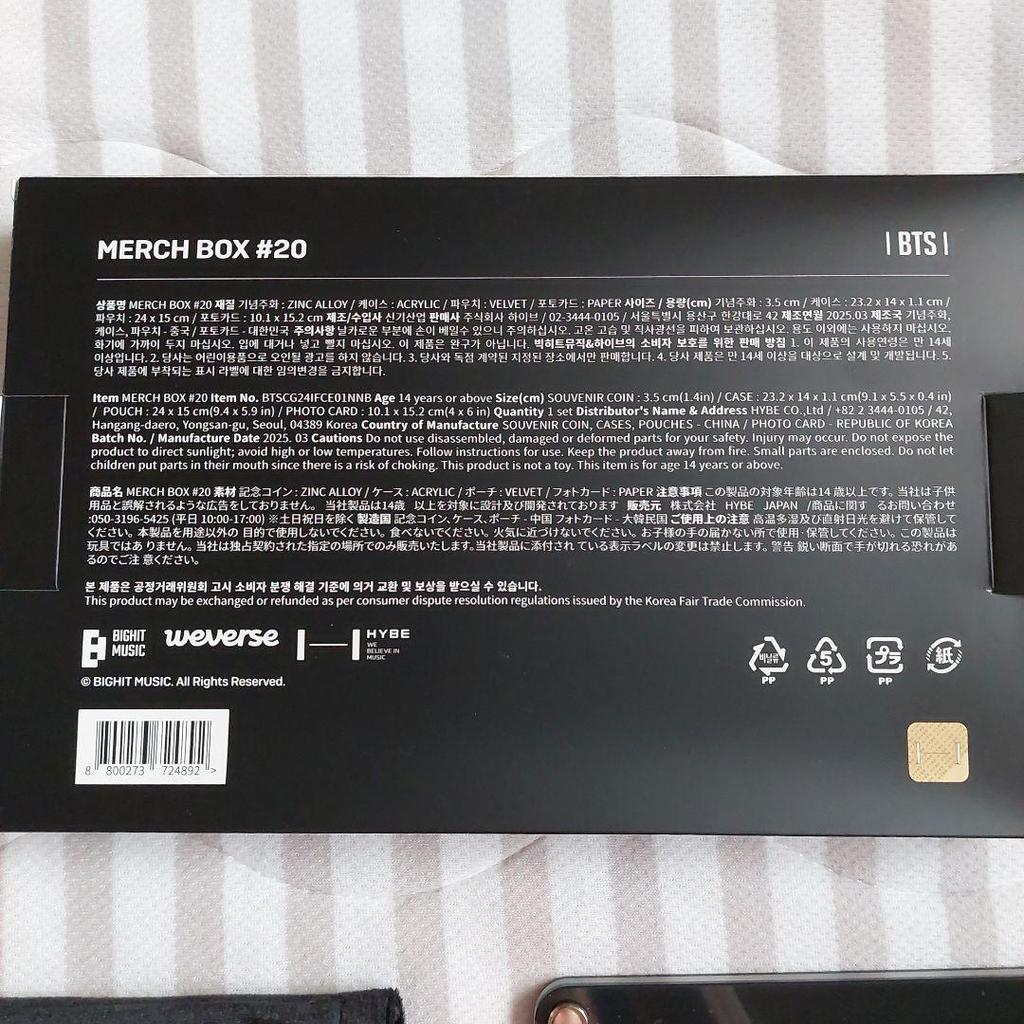 MERCH BOX #20
| BTS |
상품명 MERCH BOX #20 재질 기념주화 : ZINC ALLOY / 케이스 : ACRYLIC / 파우치 : VELVET / 포토카드 : PAPER 사이즈 / 용량(cm) 기념주화 : 3.5 cm / 케이스 : 23.2 x 14 x 1.1 cm /
파우치 : 24 x 15 cm / 포토카드 : 10.1 x 15.2 cm 제조/수입사 신기산업 판매사 주식회사 하이브 / 02-3444-0105 / 서울특별시 용산구 한강대로 42 제조연월 2025.03 제조국 기념주화,
케이스, 파우치 - 중국 / 포토카드 - 대한민국 주의사항 날카로운 부분에 손이 베일수 있으니 주의하십시오. 고온 고습 및 직사광선을 피하여 보관하십시오. 용도 이외에는 사용하지 마십시오.
화기에 가까이 두지 마십시오. 입에 대거나 넣고 빨지 마십시오. 이 제품은 완구가 아닙니다. 빅히트뮤직&하이브의 소비자 보호를 위한 판매 방침 1. 이 제품의 사용연령은 만 14세
이상입니다. 2. 당사는 어린이용품으로 오인될 광고를 하지 않습니다. 3. 당사와 독점 계약된 지정된 장소에서만 판매합니다. 4. 당사 제품은 만 14세 이상을 대상으로 설계 및 개발됩니다. 5.
당사 제품에 부착되는 표시 라벨에 대한 임의변경을 금지합니다.
Item MERCH BOX #20 Item No. BTSCG24IFCE01NNB Age 14 years or above Size(cm) SOUVENIR COIN : 3.5 cm(1.4in) / CASE : 23.2 x 14 x 1.1 cm(9.1 x 5.5 x 0.4 in)
/ POUCH : 24 x 15 cm(9.4 x 5.9 in) / PHOTO CARD : 10.1 x 15.2 cm(4 x 6 in) Quantity 1 set Distributor's Name & Address HYBE CO.,Ltd / +82 2 3444-0105 / 42,
Hangang-daero, Yongsan-gu, Seoul, 04389 Korea Country of Manufacture SOUVENIR COIN, CASES, POUCHES - CHINA / PHOTO CARD - REPUBLIC OF KOREA
Batch No. / Manufacture Date 2025. 03 Cautions Do not use disassembled, damaged or deformed parts for your safety. Injury may occur. Do not expose the
product to direct sunlight; avoid high or low temperatures. Follow instructions for use. Keep the product away from fire. Small parts are enclosed. Do not let
children put parts in their mouth since there is a risk of choking. This product is not a toy. This item is for age 14 years or above.
商品名 MERCH BOX #20 素材 記念コイン : ZINC ALLOY / ケース : ACRYLIC / ポーチ : VELVET / フォトカード : PAPER 注意事項 この製品の対象年齢は14 歳以上です。当社は子供
用品と誤解されるような広告をしておりません。 当社製品は14歳 以上を対象に設計及び開発されております 販売元 株式会社 HYBE JAPAN /商品に関す るお問い合わせ
:050-3196-5425 (平日 10:00-17:00) ※土日祝日を除く 製造国 記念コイン、ケース、ポーチ - 中国 フォトカード - 大韓民国 ご使用上の注意 高温多湿及び直射日光を避けて保管して
ください。本製品を用途以外の 目的で使用しないでください。食べないでください。火気に近づけないでください。お子様の手の届かない所で使用・保管してください。この製品は
玩具ではあ りません。当社は独占契約された指定の場所でのみ販売いたします。当社製品に添付され ている表示ラベルの変更は禁止します。警告 鋭い断面で手が切れる恐れがあ
るのでご注 意ください。
본 제품은 공정거래위원회 고시 소비자 분쟁 해결 기준에 의거 교환 및 보상을 받으실 수 있습니다.
This product may be exchanged or refunded as per consumer dispute resolution regulations issued by the Korea Fair Trade Commission.
BIGHIT MUSIC weverse HYBE
WE BELIEVE IN MUSIC
비닐류 PP
5 PP
プラ PP
紙
© BIGHIT MUSIC. All Rights Reserved.
8 800273 724892 >